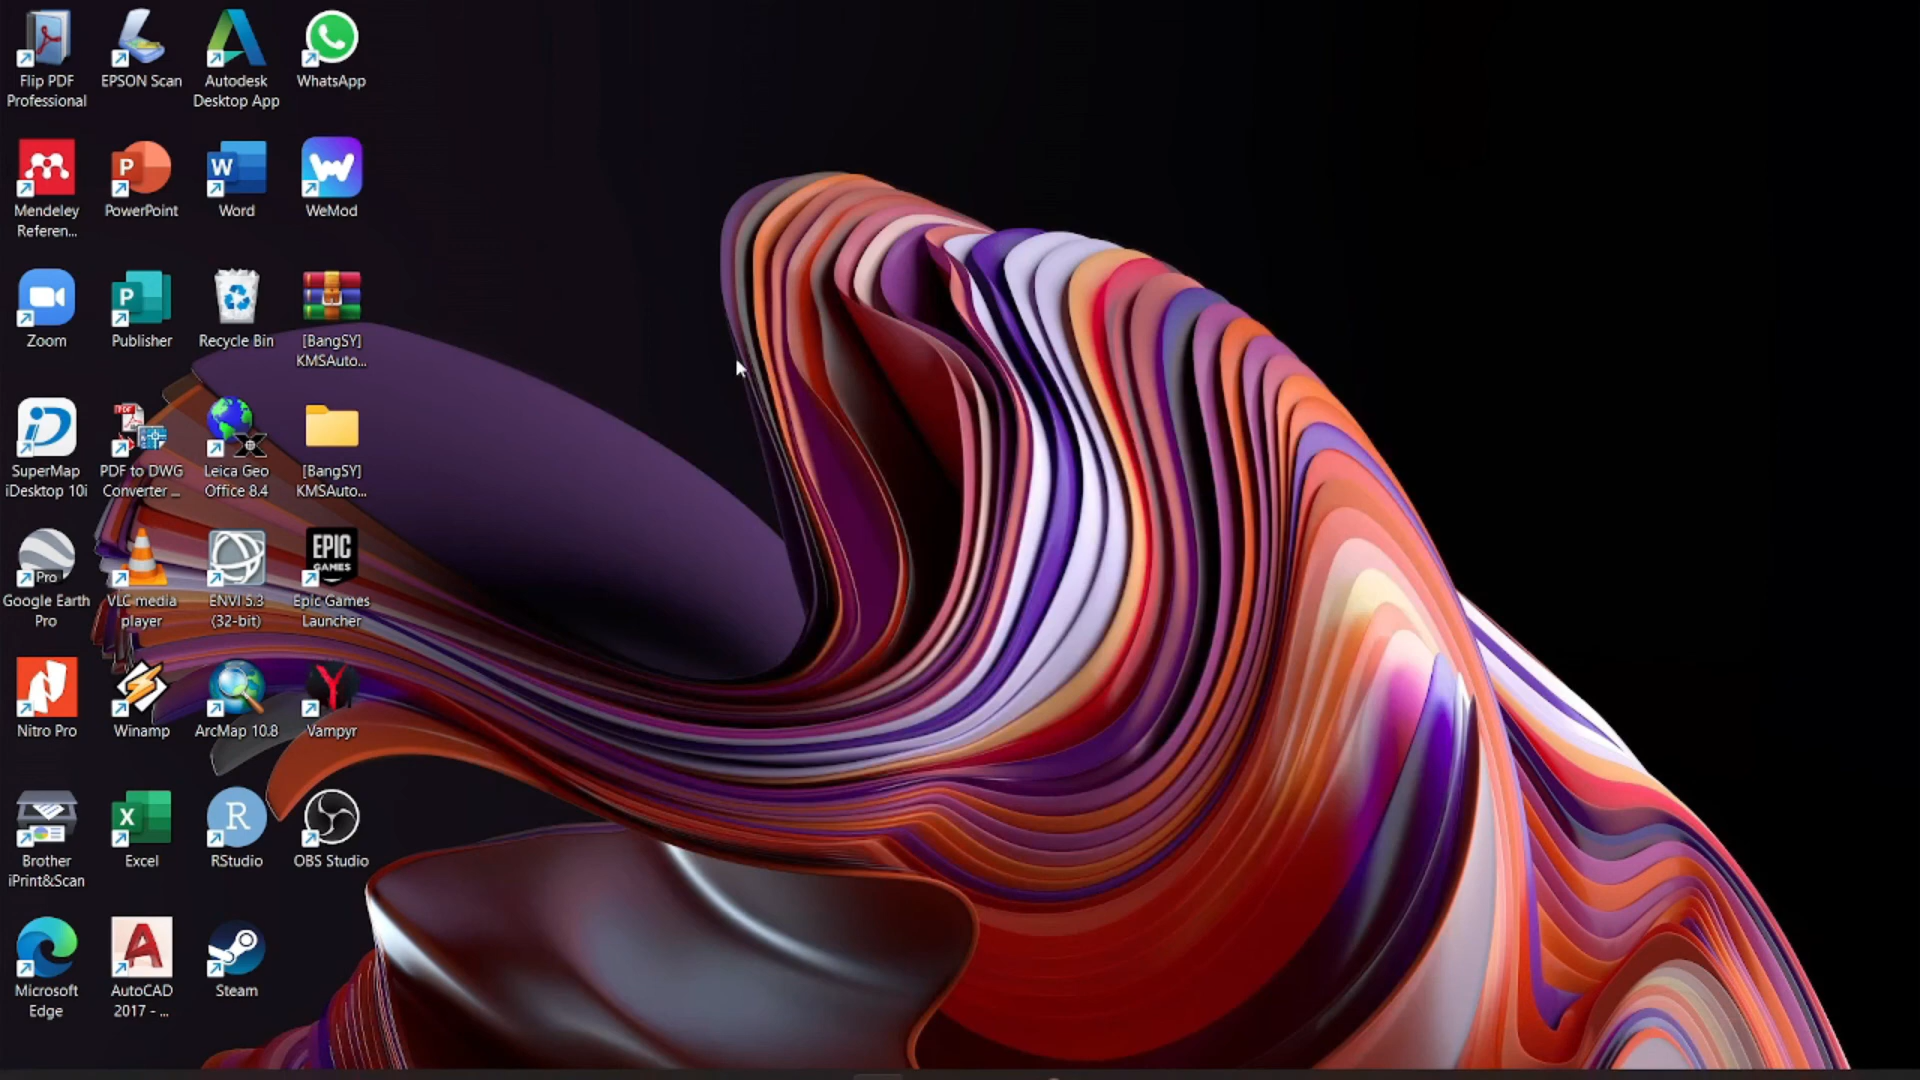 Flip PDF
Professional
EPSON Scan
Autodesk
Desktop App
WhatsApp
Mendeley
Referen...
P
PowerPoint
W
Word
WeMod
Zoom
P
Publisher
Recycle Bin
[BangSY]
KMSAuto...
SuperMap
iDesktop 10i
PDF
PDF to DWG
Converter ...
Leica Geo
Office 8.4
[BangSY]
KMSAuto...
Pro
Google Earth
Pro
VLC media
player
ENVI 5.3
(32-bit)
EPIC
GAMES
Epic Games
Launcher
Nitro Pro
Winamp
ArcMap 10.8
Vampyr
Brother
iPrint&Scan
X
Excel
R
RStudio
OBS Studio
Microsoft
Edge
A
AutoCAD
2017 - ...
Steam